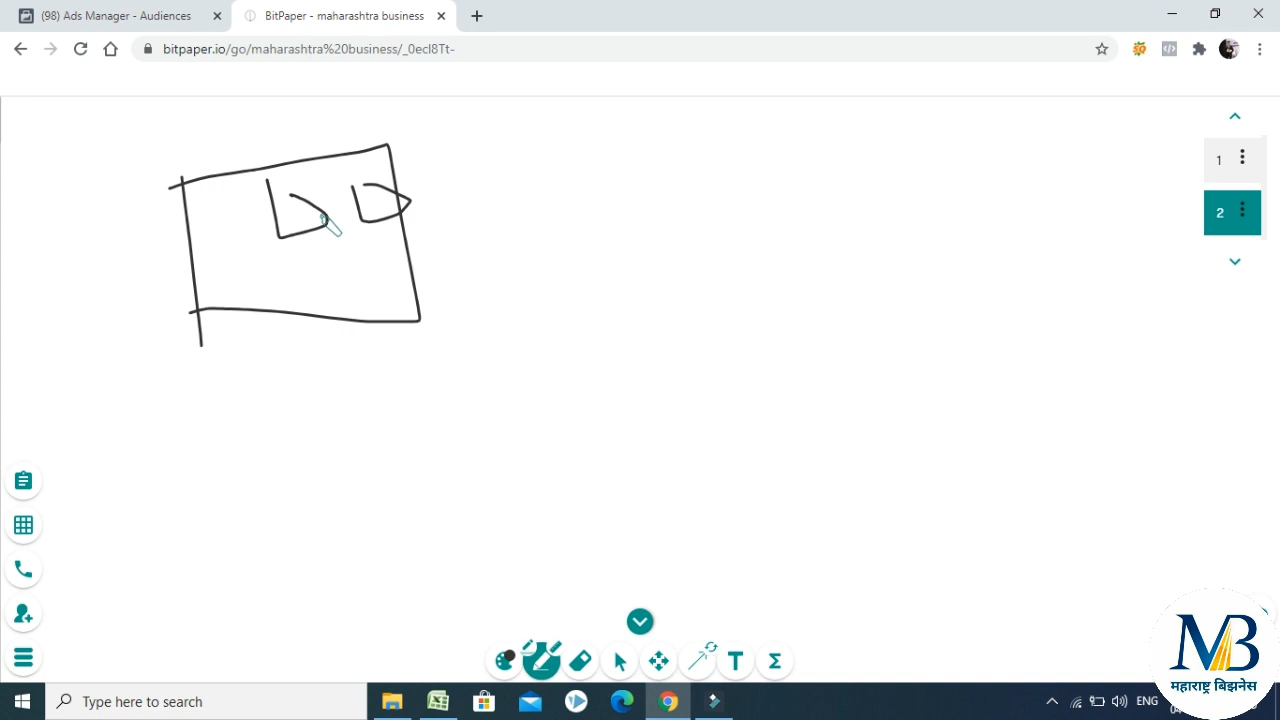 (98) Ads Manager - Audiences
BitPaper - maharashtra business
bitpaper.io/go/maharashtra%20business/_0ecI8Tt-
1
2
T
Σ
MB
महाराष्ट्र बिझनेस
Type here to search
ENG